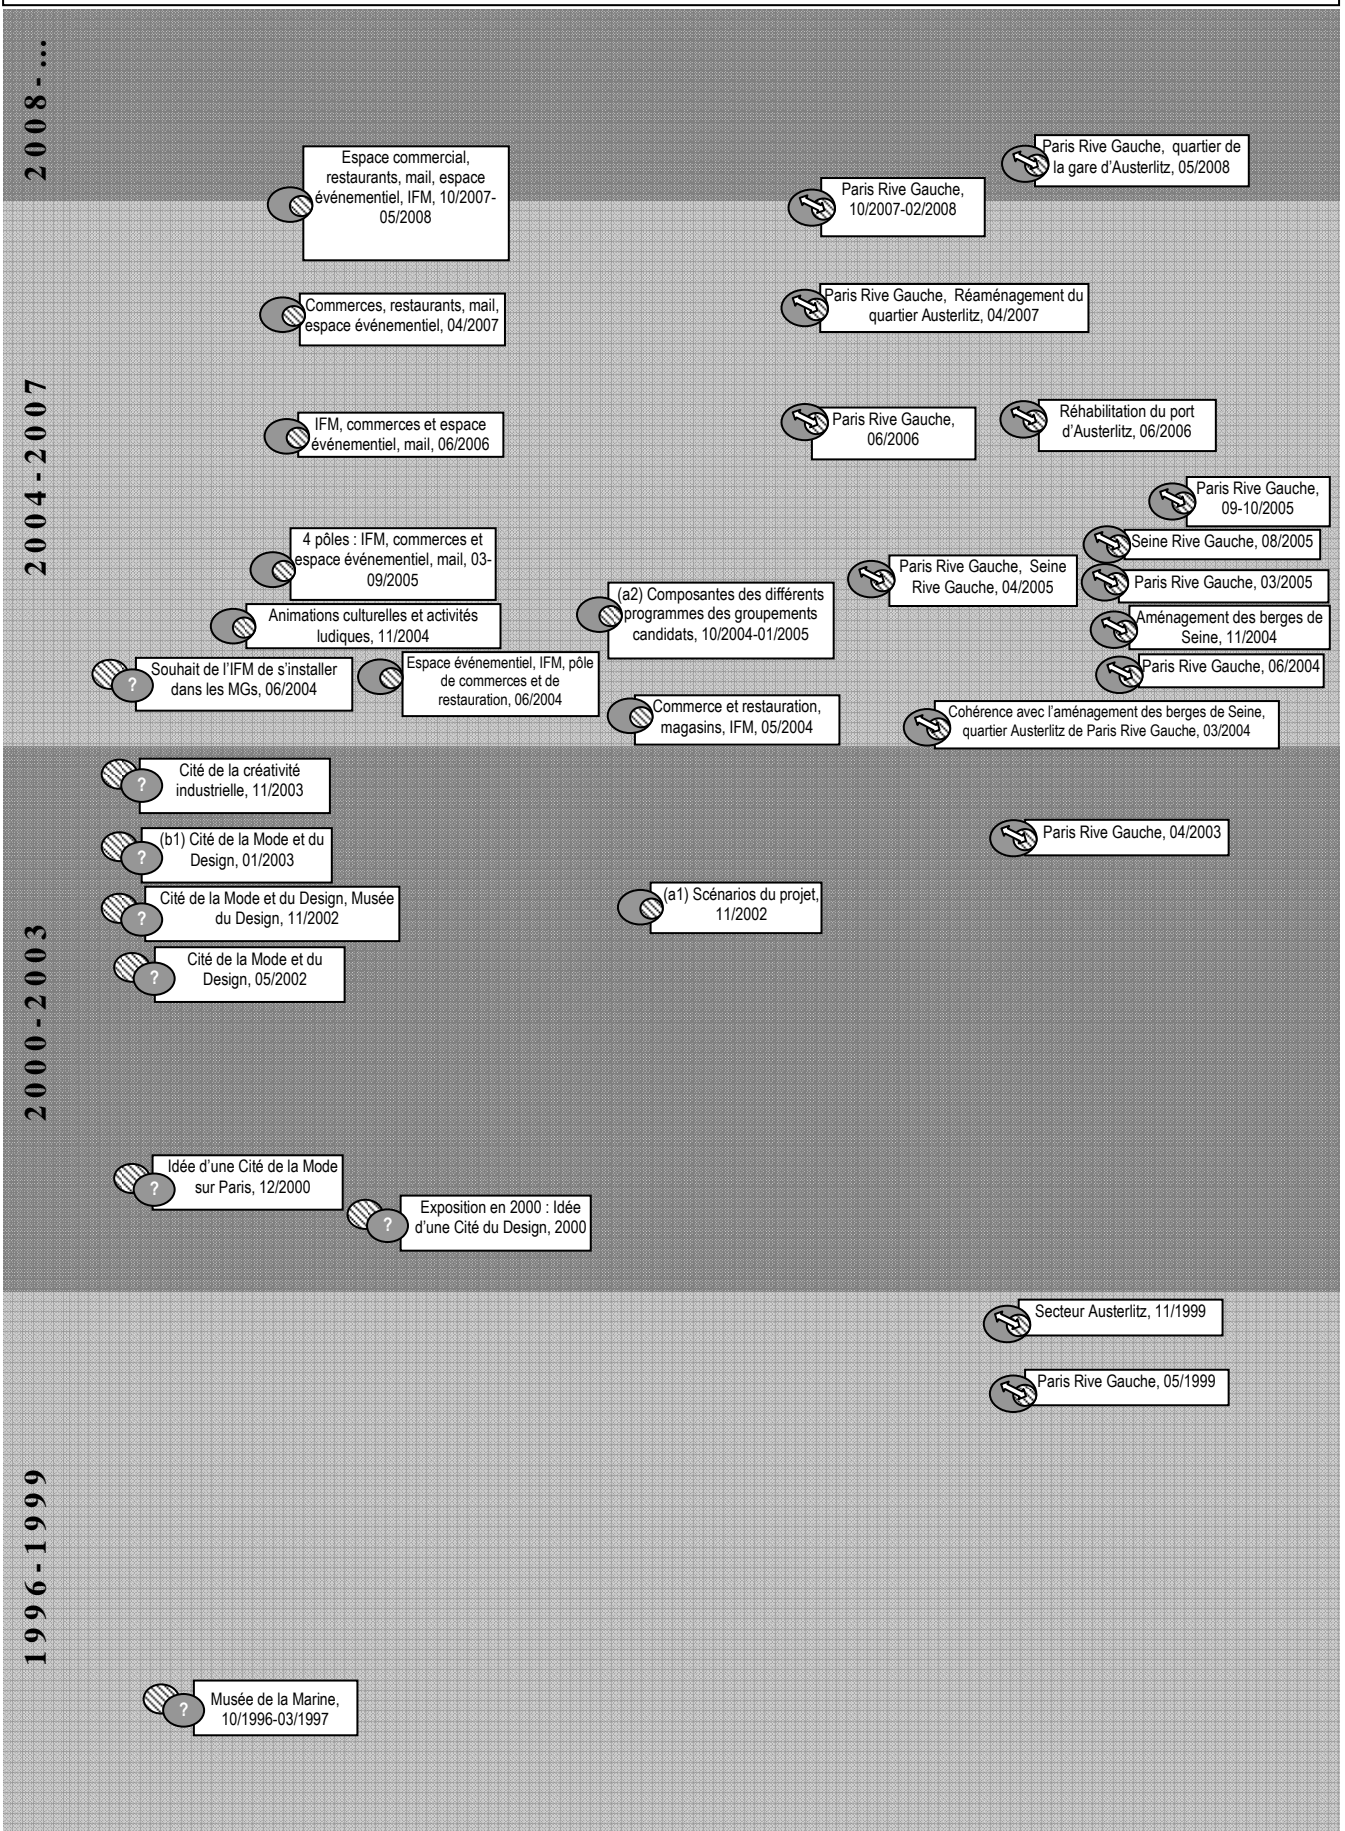 2008-...
Espace commercial,
restaurants, mail, espace
événementiel, IFM, 10/2007-
05/2008
Paris Rive Gauche,
10/2007-02/2008
Paris Rive Gauche, quartier de
la gare d'Austerlitz, 05/2008
2004-2007
Commerces, restaurants, mail,
espace événementiel, 04/2007
Paris Rive Gauche, Réaménagement du
quartier Austerlitz, 04/2007
IFM, commerces et espace
événementiel, mail, 06/2006
Paris Rive Gauche,
06/2006
Réhabilitation du port
d'Austerlitz, 06/2006
Paris Rive Gauche,
09-10/2005
4 pôles : IFM, commerces et
espace événementiel, mail, 03-
09/2005
Seine Rive Gauche, 08/2005
Paris Rive Gauche, Seine
Rive Gauche, 04/2005
Paris Rive Gauche, 03/2005
(a2) Composantes des différents
programmes des groupements
candidats, 10/2004-01/2005
Animations culturelles et activités
ludiques, 11/2004
Aménagement des berges de
Seine, 11/2004
?
Souhait de l'IFM de s'installer
dans les MGs, 06/2004
Espace événementiel, IFM, pôle
de commerces et de
restauration, 06/2004
Paris Rive Gauche, 06/2004
Commerce et restauration,
magasins, IFM, 05/2004
Cohérence avec l'aménagement des berges de Seine,
quartier Austerlitz de Paris Rive Gauche, 03/2004
2000-2003
?
Cité de la créativité
industrielle, 11/2003
?
(b1) Cité de la Mode et du
Design, 01/2003
Paris Rive Gauche, 04/2003
?
Cité de la Mode et du Design, Musée
du Design, 11/2002
(a1) Scénarios du projet,
11/2002
?
Cité de la Mode et du
Design, 05/2002
?
Idée d'une Cité de la Mode
sur Paris, 12/2000
?
Exposition en 2000 : Idée
d'une Cité du Design, 2000
1996-1999
Secteur Austerlitz, 11/1999
Paris Rive Gauche, 05/1999
?
Musée de la Marine,
10/1996-03/1997